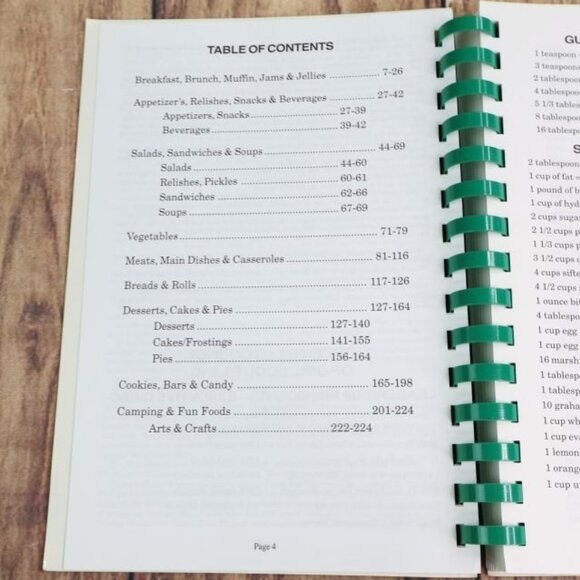 TABLE OF CONTENTS
Breakfast, Brunch, Muffin, Jams & Jellies .................. 7-26
Appetizer's, Relishes, Snacks & Beverages ........... 27-42
Appetizers, Snacks........................ 27-39
Beverages................................... 39-42
Salads, Sandwiches & Soups................................ 44-69
Salads......................................... 44-60
Relishes, Pickles ........................... 60-61
Sandwiches ................................. 62-66
Soups.......................................... 67-69
Vegetables......................................................... 71-79
Meats, Main Dishes & Casseroles......................... 81-116
Breads & Rolls................................................ 117-126
Desserts, Cakes & Pies .................................... 127-164
Desserts ..................................... 127-140
Cakes/Frostings .......................... 141-155
Pies............................................ 156-164
Cookies, Bars & Candy .................................... 165-198
Camping & Fun Foods ..................................... 201-224
Arts & Crafts............................... 222-224
Page 4
GU
1 teaspoon
3 teaspoons
2 tablespoo
4 tablespoo
5 1/3 tables
8 tablespoo
16 tablespo
S
2 tablespoon
1 cup of fat =
1 pound of b
1 cup of hyd
2 cups suga
2 1/2 cups p
1 1/3 cups p
3 1/2 cups
4 cups sifte
4 1/2 cups
1 ounce bit
4 tablespo
1 cup egg
1 cup egg
16 marsh
1 tablespo
1 tablesp
10 graha
1 cup wh
1 cup eva
1 lemon
1 orang
1 cup u